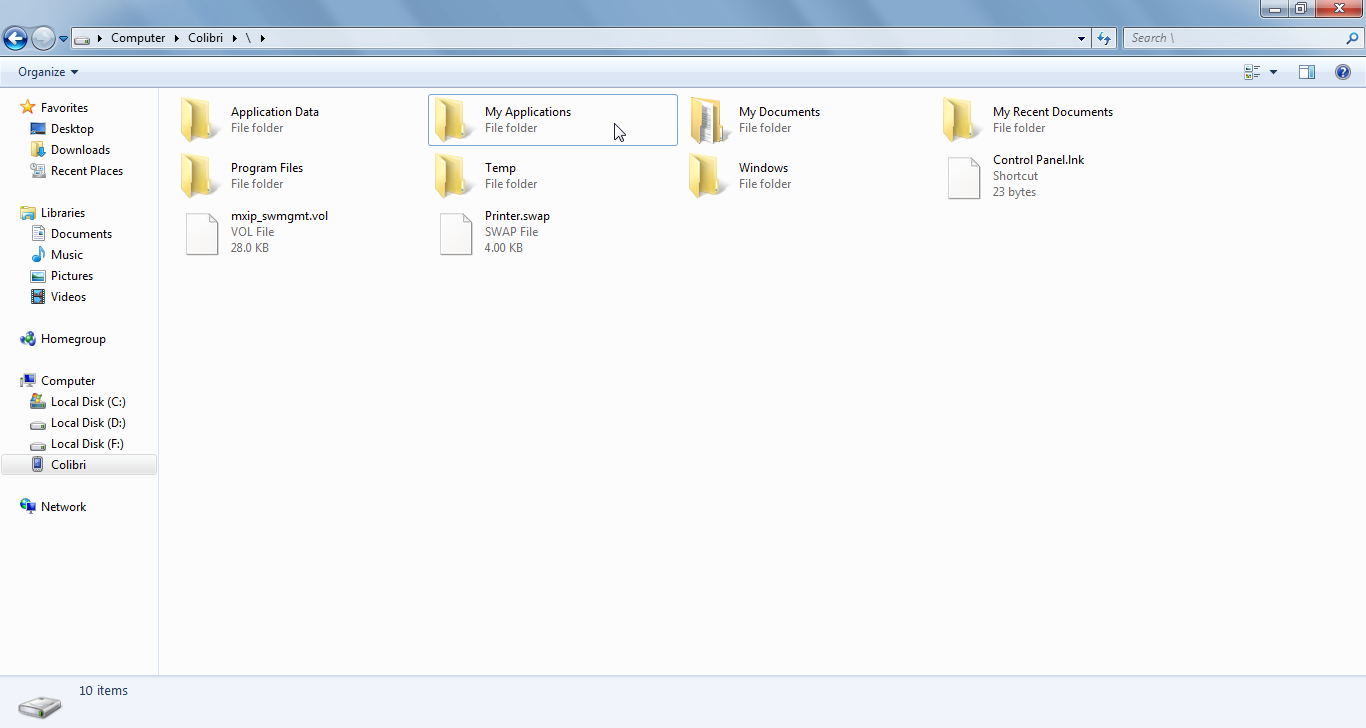 Computer Colibri \
Search \
Organize
Favorites
Desktop
Downloads
Recent Places
Libraries
Documents
Music
Pictures
Videos
Homegroup
Computer
Local Disk (C:)
Local Disk (D:)
Local Disk (F:)
Colibri
Network
Application Data
File folder
My Applications
File folder
My Documents
File folder
My Recent Documents
File folder
Program Files
File folder
Temp
File folder
Windows
File folder
Control Panel.lnk
Shortcut
23 bytes
mxip_swmgmt.vol
VOL File
28.0 KB
Printer.swap
SWAP File
4.00 KB
10 items